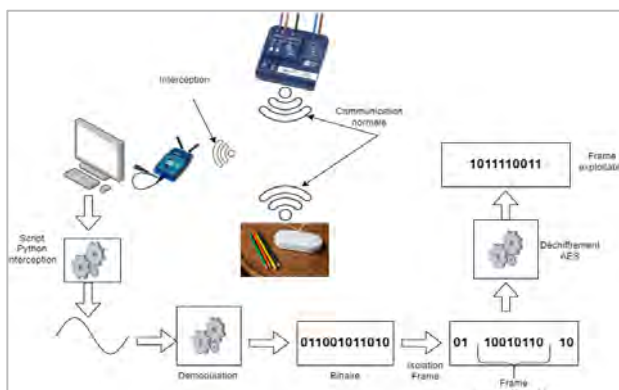 Interception
Communication
normale
1011110011
Frame
exploitable
Script
Python
interception
Déchiffrement
AES
011001011010
01 10010110 10
Démodulation
Binaire
Isolation
Frame
Frame